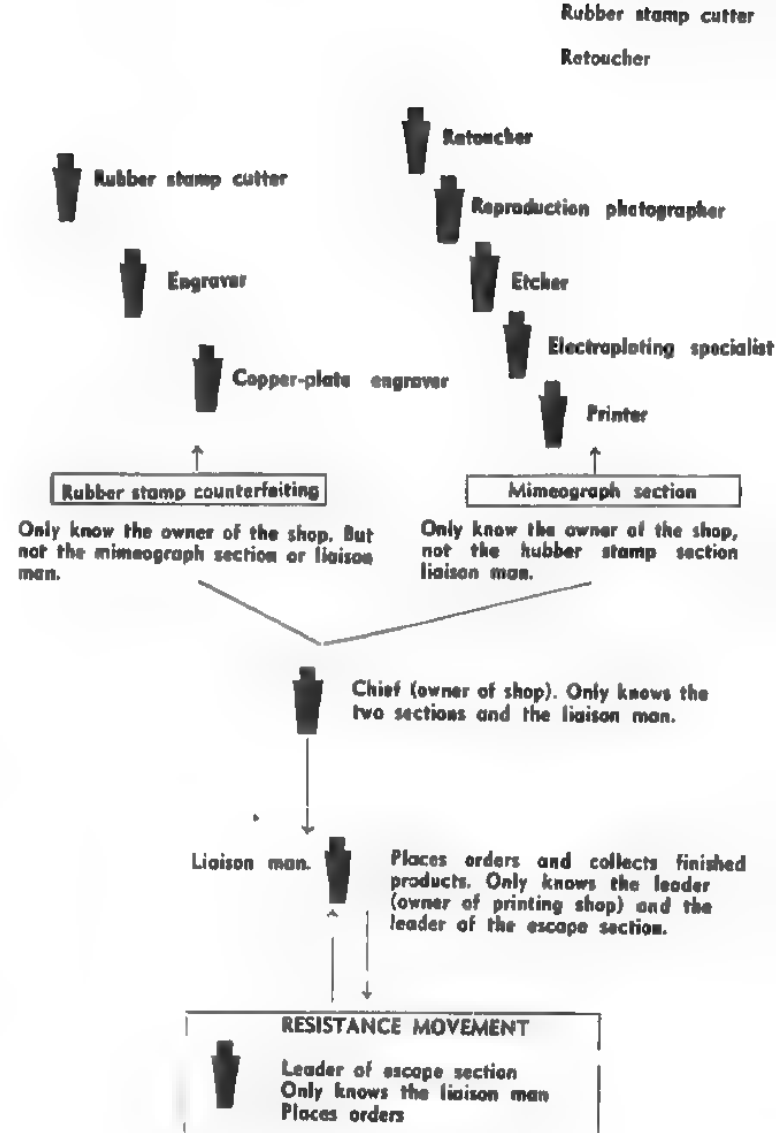 Rubber stamp cutter
Retoucher
Retoucher
Rubber stamp cutter
Reproduction photographer
Engraver
Etcher
Electroplating specialist
Copper-plate engraver
Printer
Rubber stamp counterfeiting
Only know the owner of the shop. But
not the mimeograph section or liaison
man.
Mimeograph section
Only know the owner of the shop,
not the hubber stamp section
liaison man.
Chief (owner of shop). Only knows the
two sections and the liaison man.
Liaison man.
Places orders and collects finished
products. Only knows the leader
(owner of printing shop) and the
leader of the escape section.
RESISTANCE MOVEMENT
Leader of escape section
Only knows the liaison man
Places orders